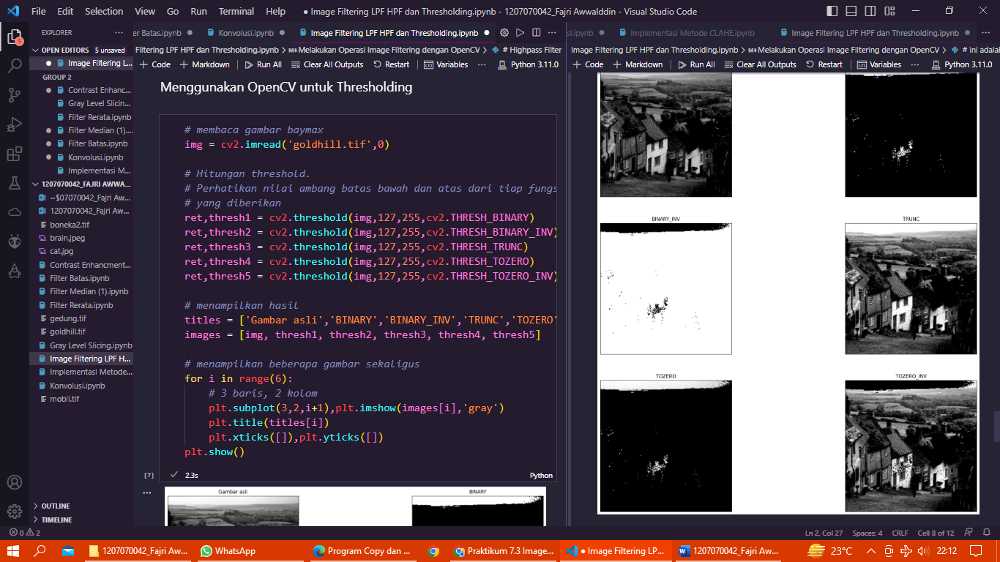 File Edit Selection View Go Run Terminal Help
● Image Filtering LPF HPF dan Thresholding.ipynb - 1207070042_Fajri Awwalddin - Visual Studio Code
EXPLORER
OPEN EDITORS 5 unsaved
Image Filtering L...
GROUP 2
Contrast Enhanc...
Gray Level Slicin...
Filter Rerata.ipynb
Filter Median (1)....
Filter Batas.ipynb
Konvolusi.ipynb
Implementasi M...
1207070042_FAJRI AWWA...
~$07070042_Fajri Aw...
1207070042_Fajri Aw...
boneka2.tif
brain.jpeg
cat.jpg
Contrast Enhancment...
Filter Batas.ipynb
Filter Median (1).ipynb
Filter Rerata.ipynb
gedung.tif
goldhill.tif
Gray Level Slicing.ipynb
Image Filtering LPF H...
Implementasi Metode...
Konvolusi.ipynb
mobil.tif
OUTLINE
TIMELINE
er Batas.ipynb Konvolusi.ipynb Image Filtering LPF HPF dan Thresholding.ipynb
Filtering LPF HPF dan Thresholding.ipynb > Melakukan Operasi Image Filtering dengan OpenCV > # Highpass Filter
+ Code + Markdown Run All Clear All Outputs Restart Variables ... Python 3.11.0
Menggunakan OpenCV untuk Thresholding
# membaca gambar baymax
img = cv2.imread('goldhill.tif',0)
# Hitungan threshold.
# Perhatikan nilai ambang batas bawah dan atas dari tiap fungs
# yang diberikan
ret,thresh1 = cv2.threshold(img,127,255,cv2.THRESH_BINARY)
ret,thresh2 = cv2.threshold(img,127,255,cv2.THRESH_BINARY_INV)
ret,thresh3 = cv2.threshold(img,127,255,cv2.THRESH_TRUNC)
ret,thresh4 = cv2.threshold(img,127,255,cv2.THRESH_TOZERO)
ret,thresh5 = cv2.threshold(img,127,255,cv2.THRESH_TOZERO_INV)
# menampilkan hasil
titles = ['Gambar asli','BINARY','BINARY_INV','TRUNC','TOZERO'
images = [img, thresh1, thresh2, thresh3, thresh4, thresh5]
# menampilkan beberapa gambar sekaligus
for i in range(6):
# 3 baris, 2 kolom
plt.subplot(3,2,i+1),plt.imshow(images[i],'gray')
plt.title(titles[i])
plt.xticks([]),plt.yticks([])
plt.show()
[7] ✓ 2.3s Python
Gambar asli BINARY
si.ipynb Implementasi Metode CLAHE.ipynb Image Filtering LPF HPF dan Thresholding.ipynb
Image Filtering LPF HPF dan Thresholding.ipynb > Melakukan Operasi Image Filtering dengan OpenCV > # ini adalal
+ Code + Markdown Run All Clear All Outputs Restart Variables ... Python 3.11.0
BINARY_INV TRUNC
TOZERO TOZERO_INV
0 2 Ln 2, Col 27 Spaces: 4 CRLF Cell 8 of 12
1207070042_Fajri Aw... WhatsApp Program Copy dan ... Praktikum 7.3 Image... ● Image Filtering LP... 1207070042_Fajri Aw... 23°C 22:12